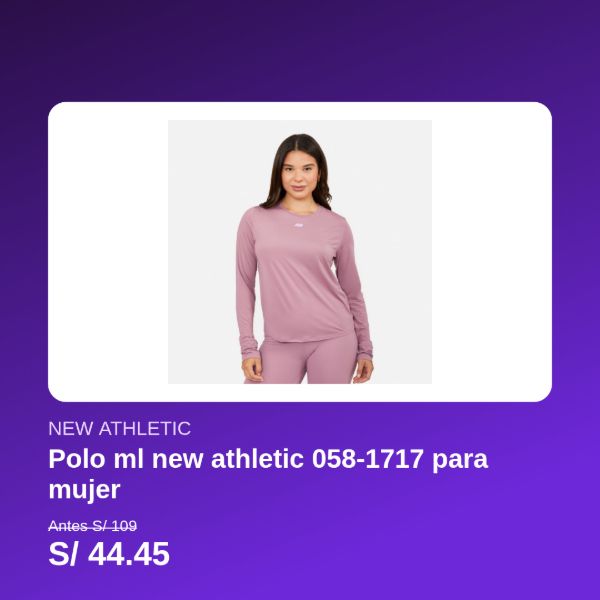 NEW ATHLETIC
Polo ml new athletic 058-1717 para
mujer
Antes S/ 109
S/ 44.45